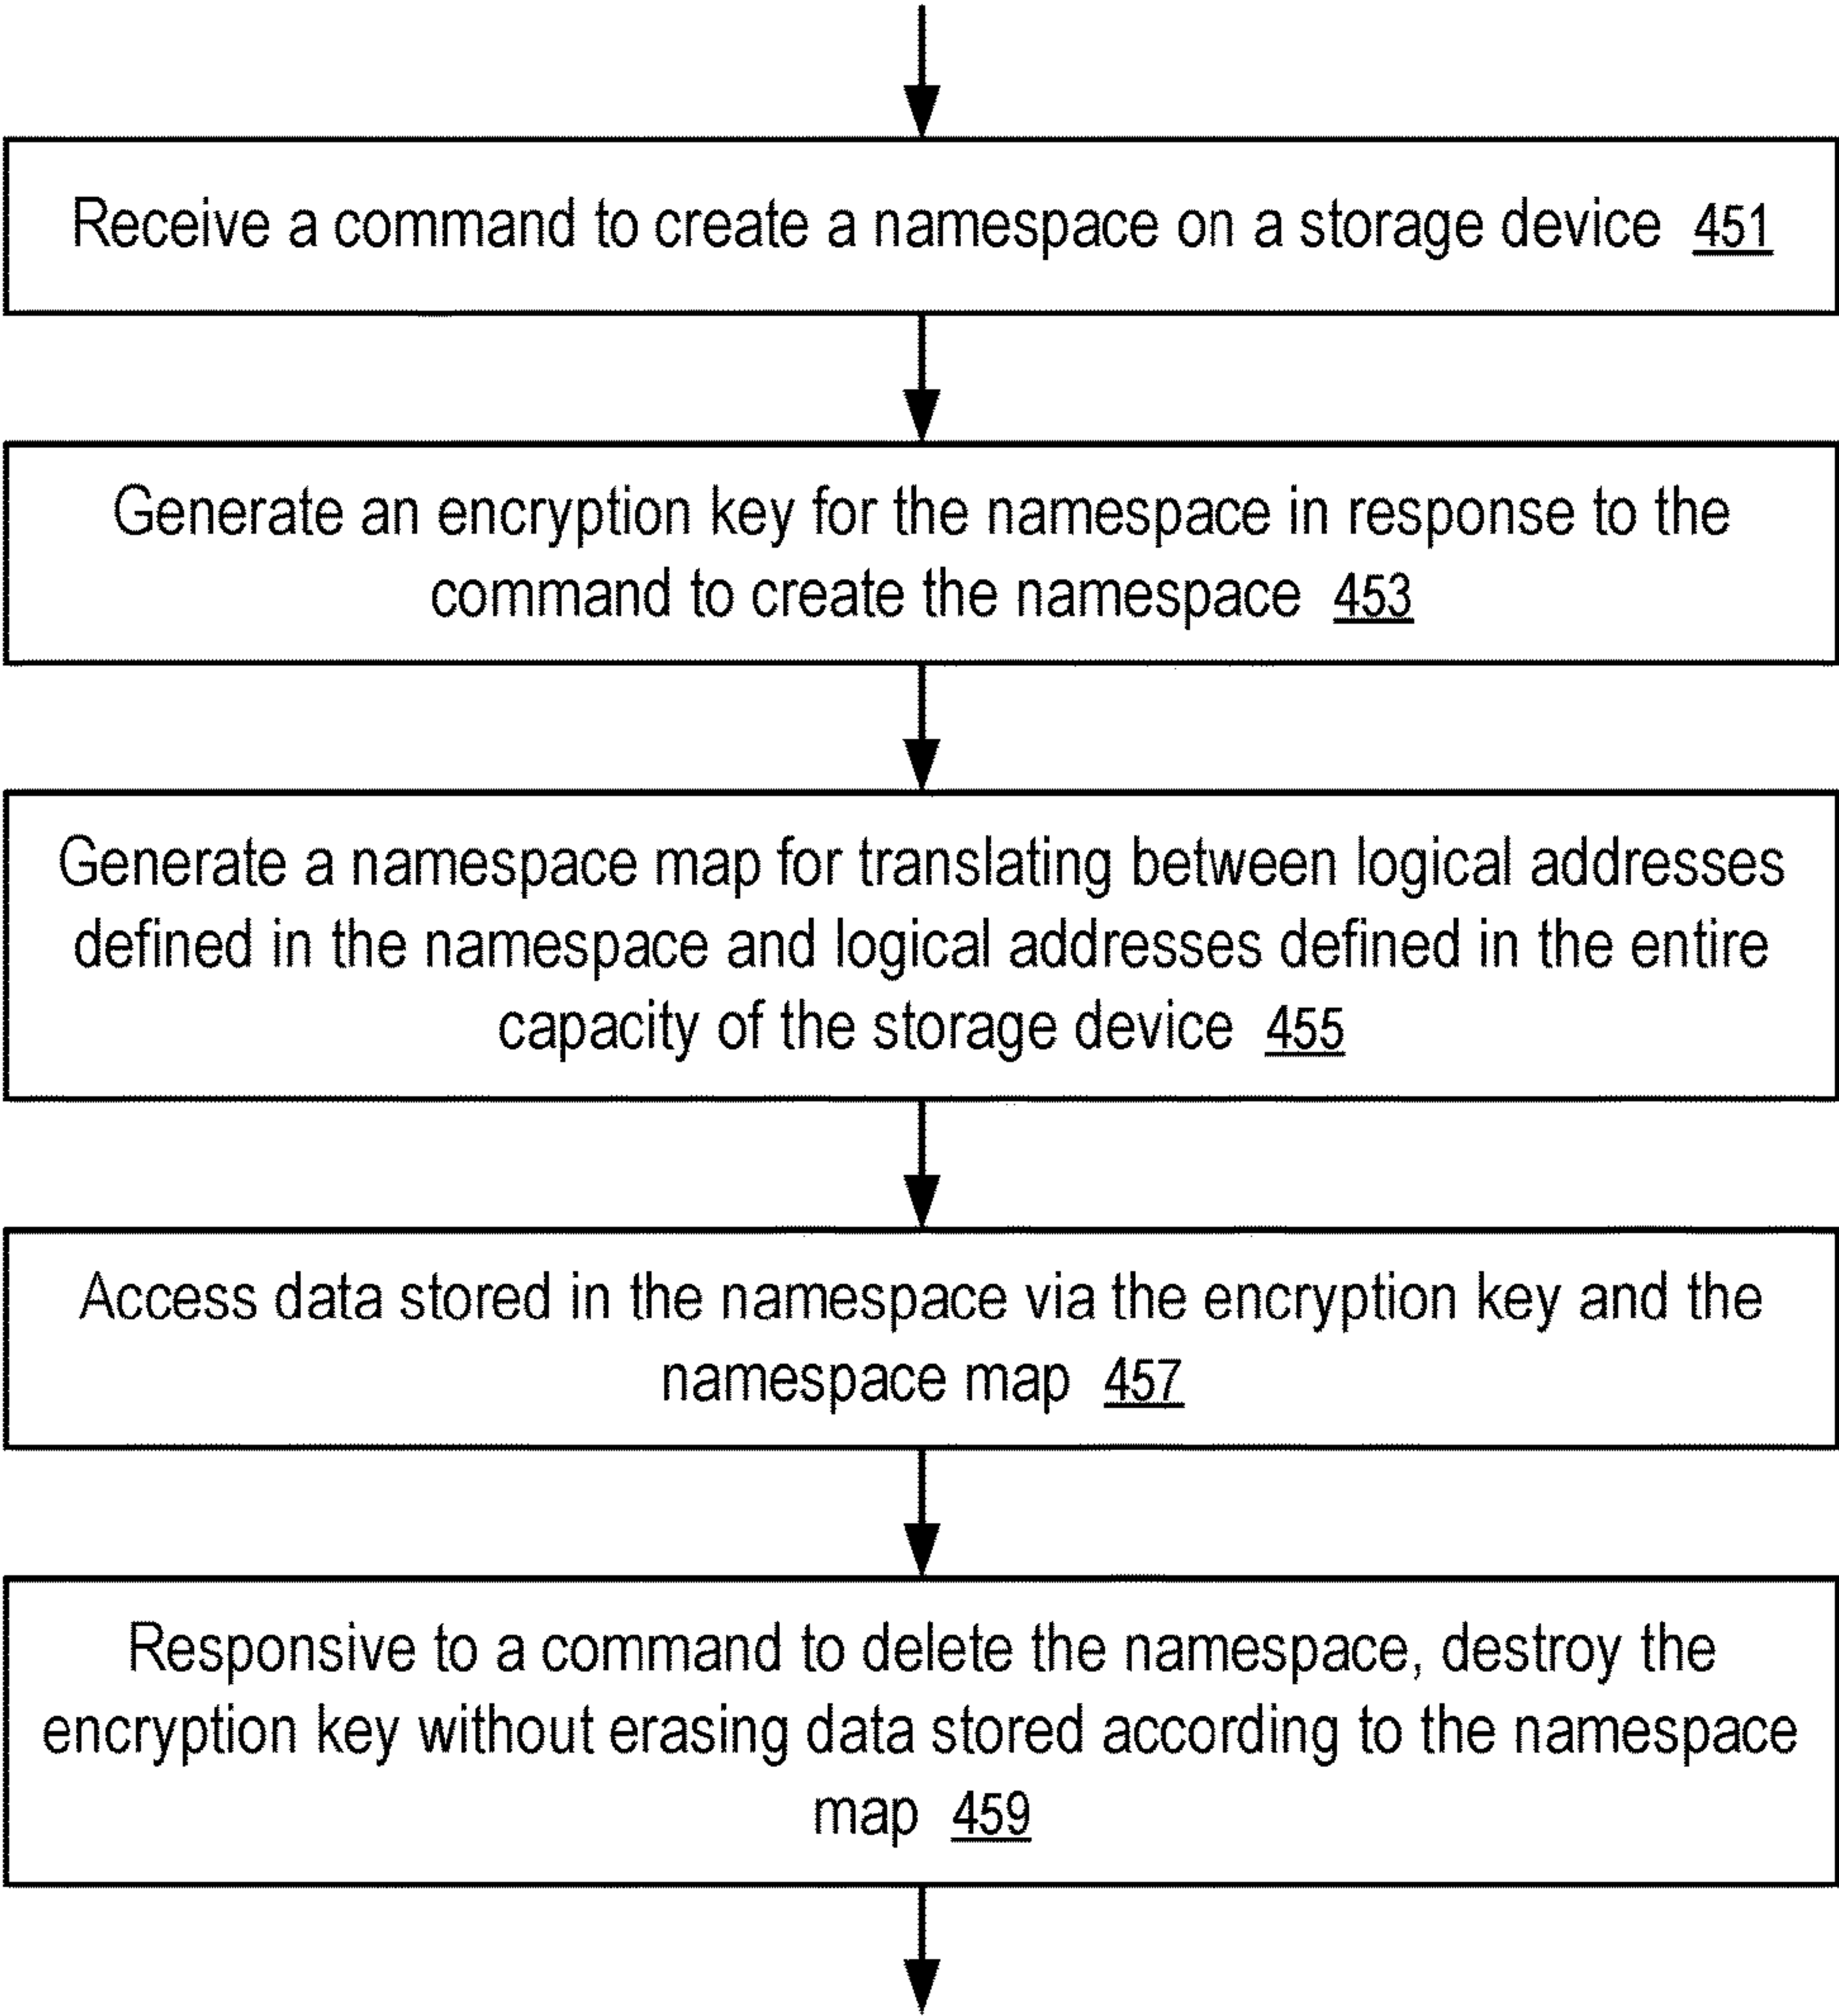 Receive a command to create a namespace on a storage device 451
Generate an encryption key for the namespace in response to the
command to create the namespace 453
Generate a namespace map for translating between logical addresses
defined in the namespace and logical addresses defined in the entire
capacity of the storage device 455
Access data stored in the namespace via the encryption key and the
namespace map 457
Responsive to a command to delete the namespace, destroy the
encryption key without erasing data stored according to the namespace
map 459